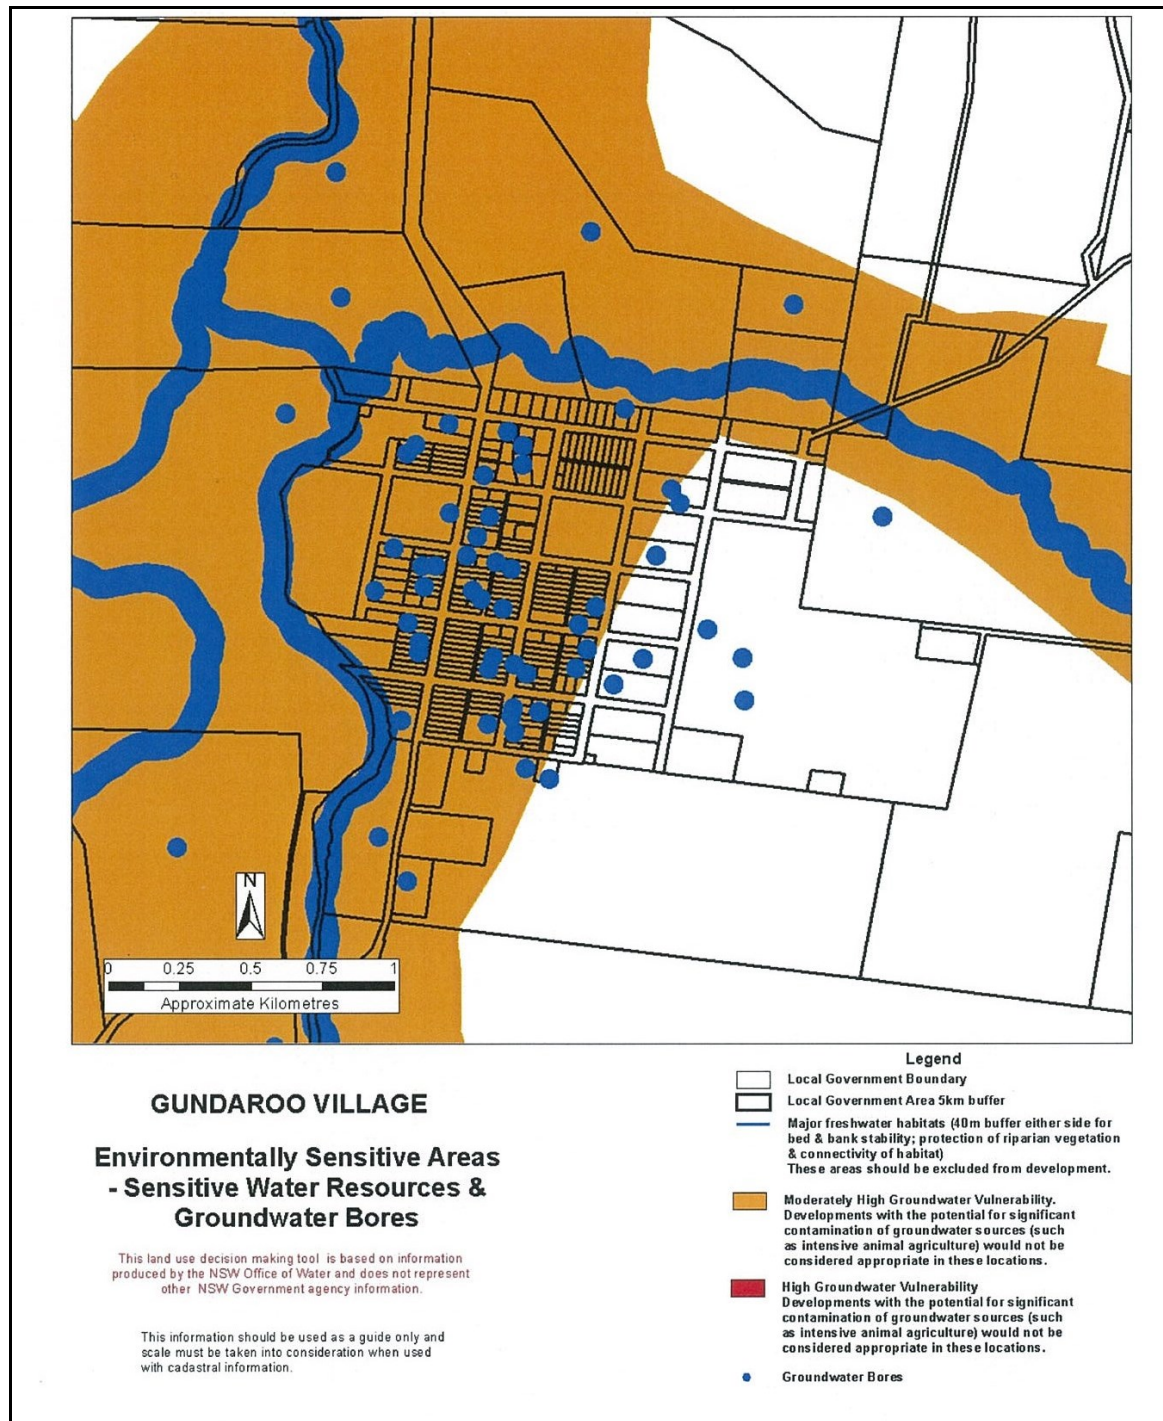 N
0 0.25 0.5 0.75 1
Approximate Kilometres
GUNDAROO VILLAGE
Environmentally Sensitive Areas
- Sensitive Water Resources &
Groundwater Bores
This land use decision making tool is based on information
produced by the NSW Office of Water and does not represent
other NSW Government agency information.
This information should be used as a guide only and
scale must be taken into consideration when used
with cadastral information.
Legend
Local Government Boundary
Local Government Area 5km buffer
Major freshwater habitats (40m buffer either side for
bed & bank stability; protection of riparian vegetation
& connectivity of habitat)
These areas should be excluded from development.
Moderately High Groundwater Vulnerability.
Developments with the potential for significant
contamination of groundwater sources (such
as intensive animal agriculture) would not be
considered appropriate in these locations.
High Groundwater Vulnerability
Developments with the potential for significant
contamination of groundwater sources (such
as intensive animal agriculture) would not be
considered appropriate in these locations.
Groundwater Bores